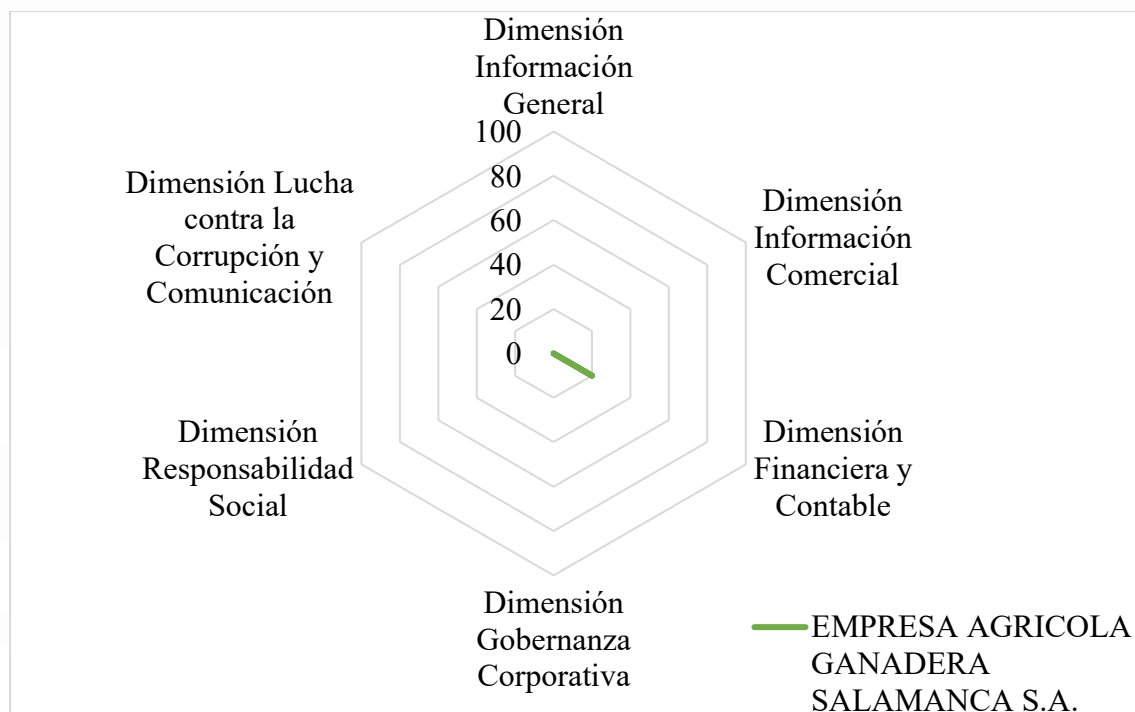 Dimensión
Información
General
100
80
60
40
20
0
Dimensión
Información
Comercial
Dimensión
Financiera y
Contable
Dimensión
Gobernanza
Corporativa
Dimensión
Responsabilidad
Social
Dimensión Lucha
contra la
Corrupción y
Comunicación
EMPRESA AGRICOLA
GANADERA
SALAMANCA S.A.